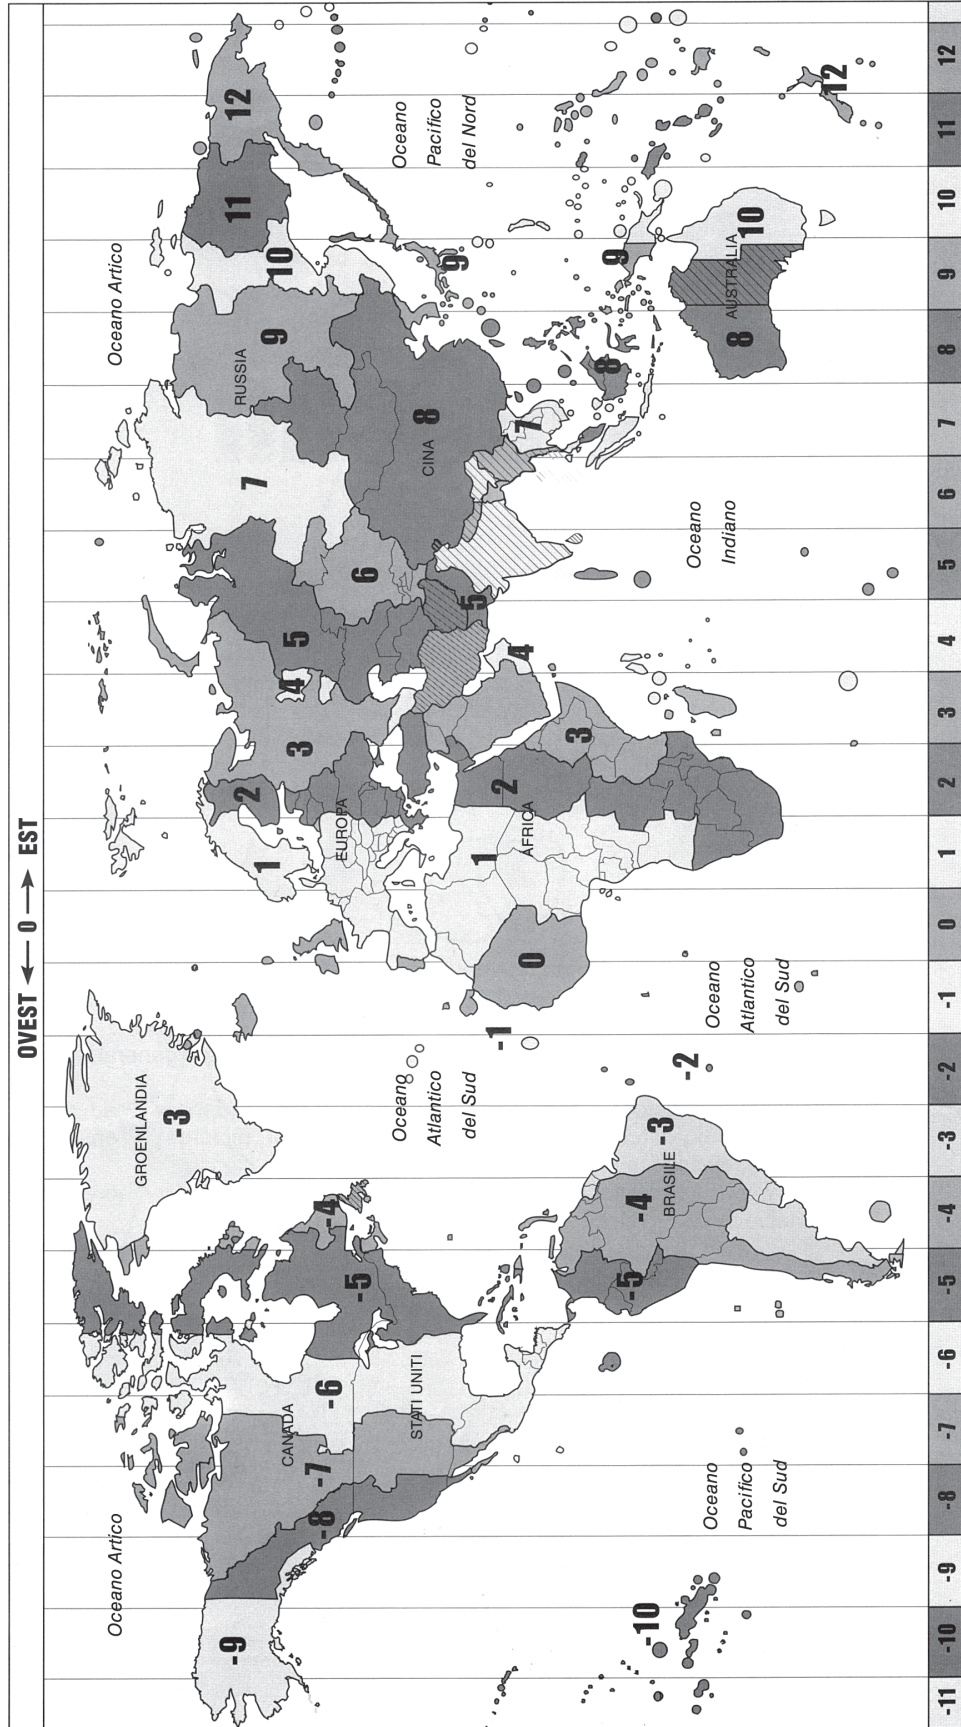 OVEST ← 0 → EST
Oceano Artico
Oceano Artico
GROENLANDIA
-3
RUSSIA
-9
-8
-7
CANADA
-6
-5
-4
STATI UNITI
1
2
3
4
5
7
9
10
11
12
EUROPA
6
CINA
8
9
Oceano
Atlantico
del Sud
Oceano
Pacifico
del Nord
-1
0
1
AFRICA
2
3
4
5
7
8
9
-10
-5
-4
BRASILE
-3
-2
Oceano
Pacifico
del Sud
Oceano
Atlantico
del Sud
Oceano
Indiano
8
AUSTRALIA
10
12
-11
-10
-9
-8
-7
-6
-5
-4
-3
-2
-1
0
1
2
3
4
5
6
7
8
9
10
11
12